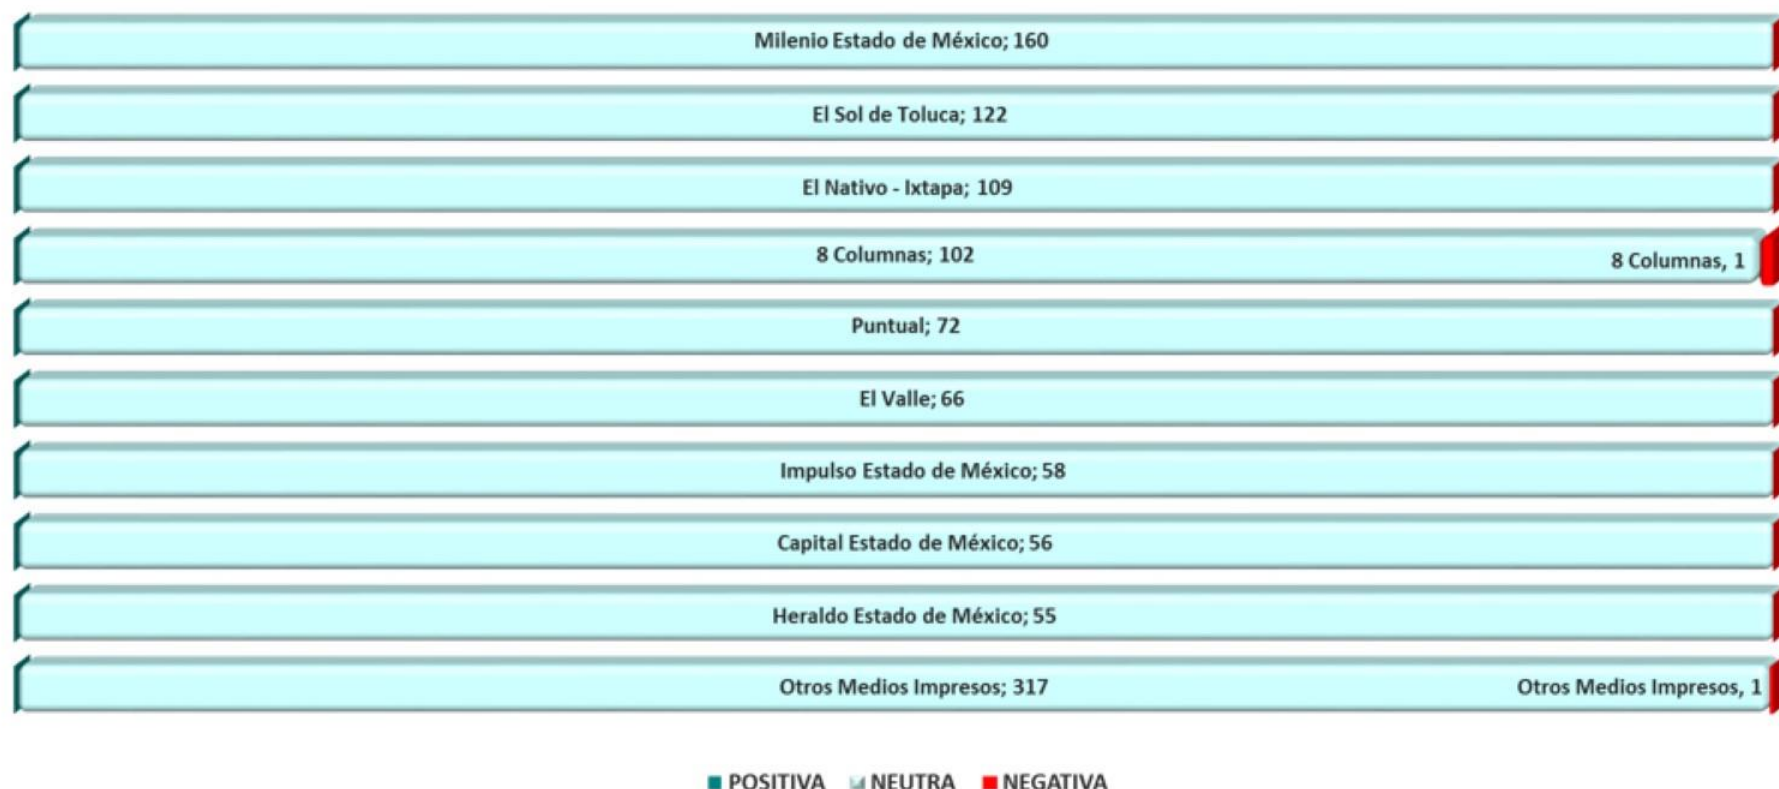 Milenio Estado de México; 160
El Sol de Toluca; 122
El Nativo - Ixtapa; 109
8 Columnas; 102
8 Columnas, 1
Puntual; 72
El Valle; 66
Impulso Estado de México; 58
Capital Estado de México; 56
Heraldo Estado de México; 55
Otros Medios Impresos; 317
Otros Medios Impresos, 1
POSITIVA NEUTRA NEGATIVA